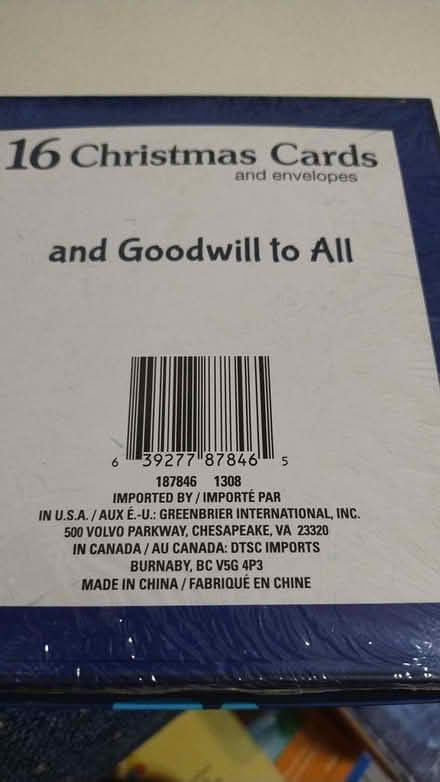 16 Christmas Cards
and envelopes
and Goodwill to All
6 39277 87846 5
187846 1308
IMPORTED BY / IMPORTÉ PAR
IN U.S.A. / AUX É.-U.: GREENBRIER INTERNATIONAL, INC.
500 VOLVO PARKWAY, CHESAPEAKE, VA 23320
IN CANADA / AU CANADA: DTSC IMPORTS
BURNABY, BC V5G 4P3
MADE IN CHINA / FABRIQUÉ EN CHINE